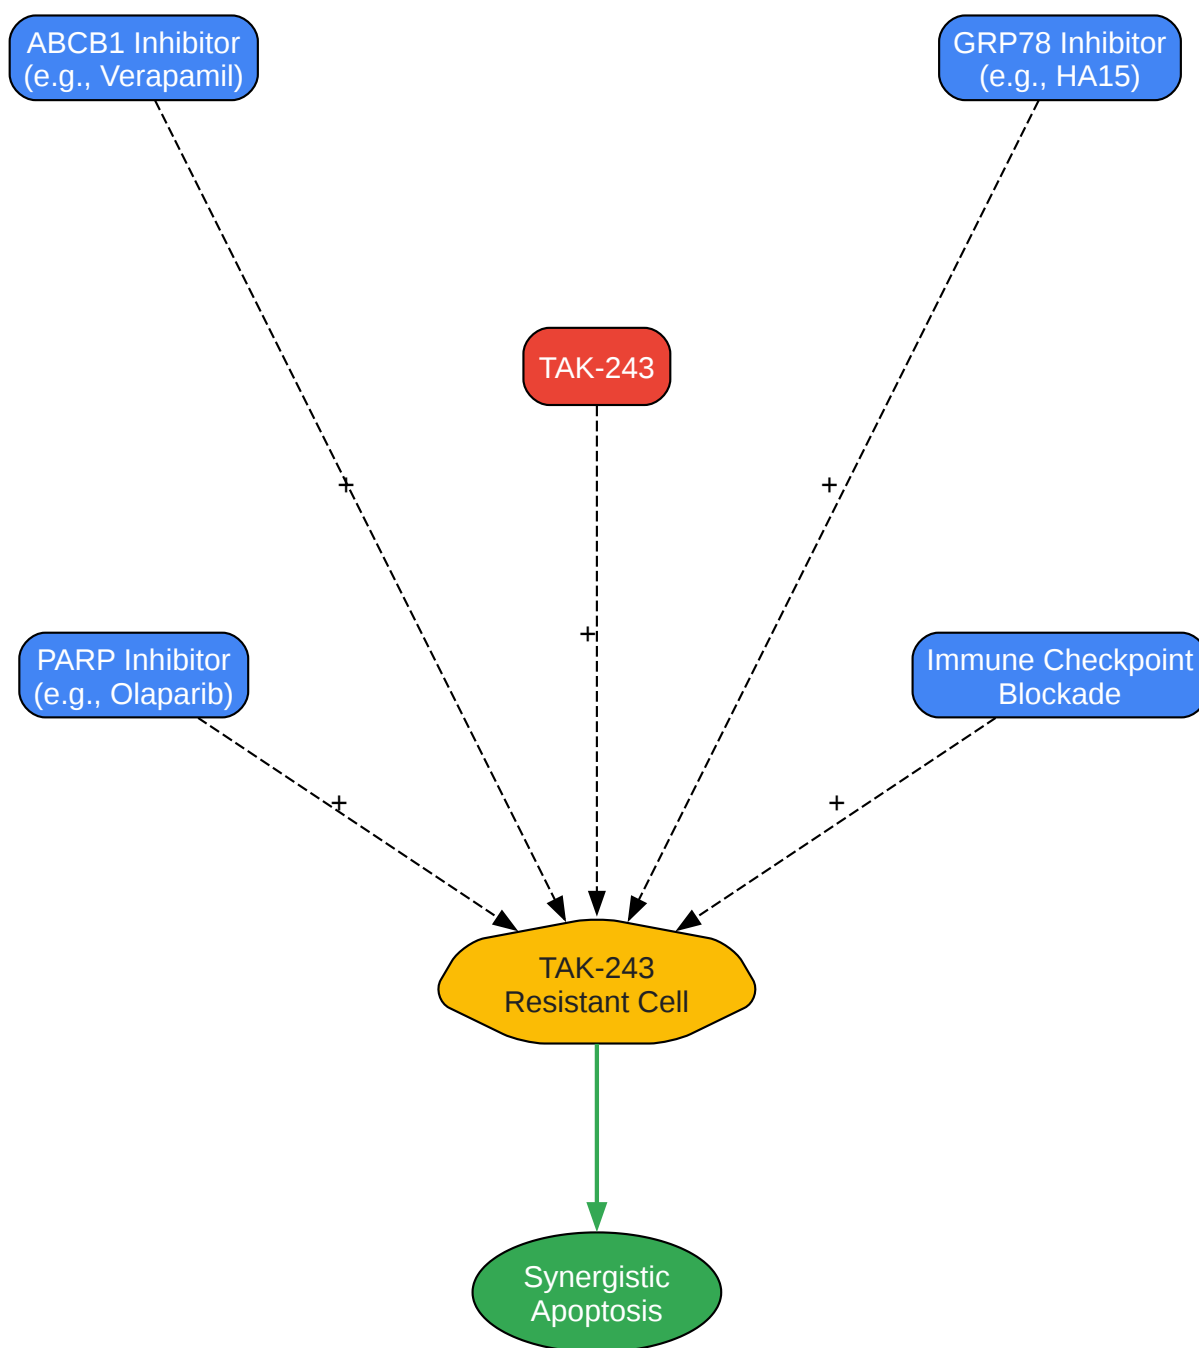 ABCB1 Inhibitor
(e.g., Verapamil)
GRP78 Inhibitor
(e.g., HA15)
TAK-243
+
+
+
PARP Inhibitor
(e.g., Olaparib)
Immune Checkpoint
Blockade
+
+
TAK-243
Resistant Cell
Synergistic
Apoptosis